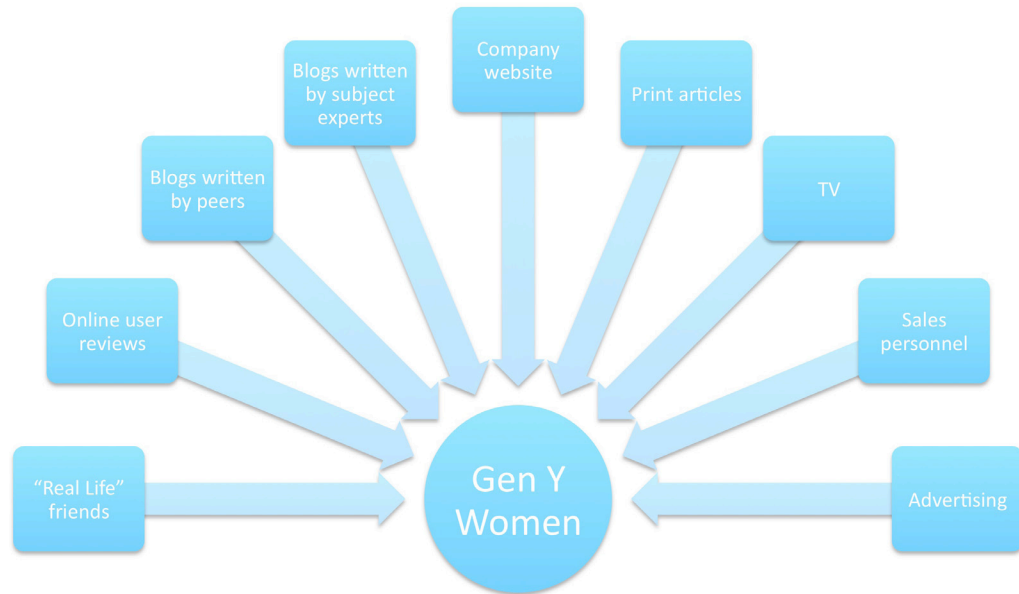 Company
website
Blogs written
by subject
experts
Print articles
Blogs written
by peers
TV
Online user
reviews
Sales
personnel
“Real Life”
friends
Gen Y
Women
Advertising